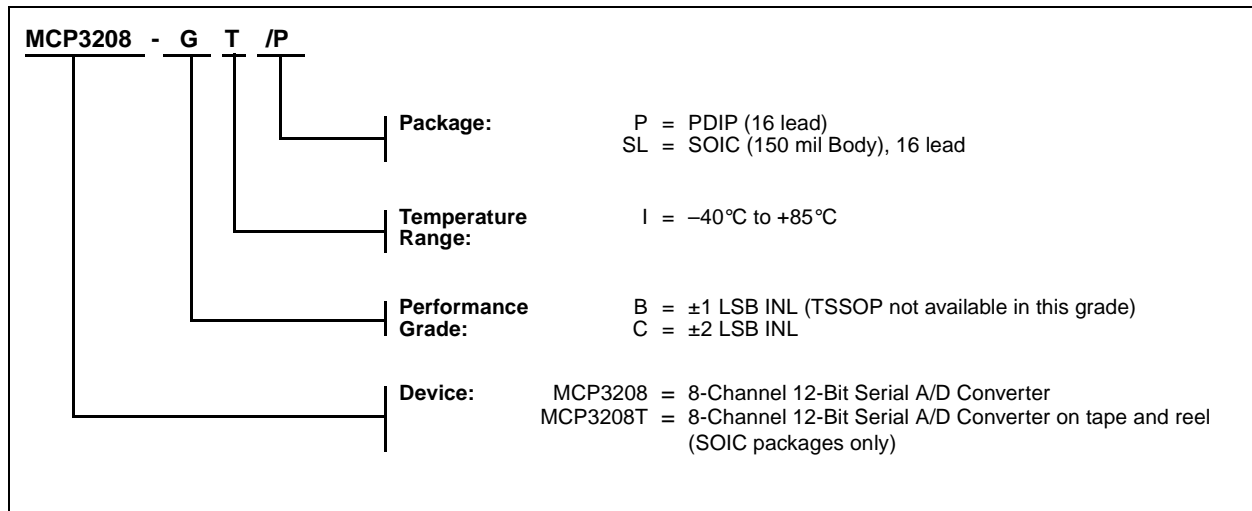 MCP3208 - G T /P
Package: P = PDIP (16 lead)
SL = SOIC (150 mil Body), 16 lead
Temperature I = –40°C to +85°C
Range:
Performance B = ±1 LSB INL (TSSOP not available in this grade)
Grade: C = ±2 LSB INL
Device: MCP3208 = 8-Channel 12-Bit Serial A/D Converter
MCP3208T = 8-Channel 12-Bit Serial A/D Converter on tape and reel
(SOIC packages only)